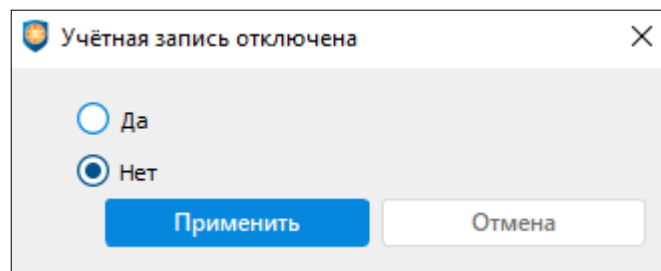 Учётная запись отключена
Да
Нет
Применить Отмена